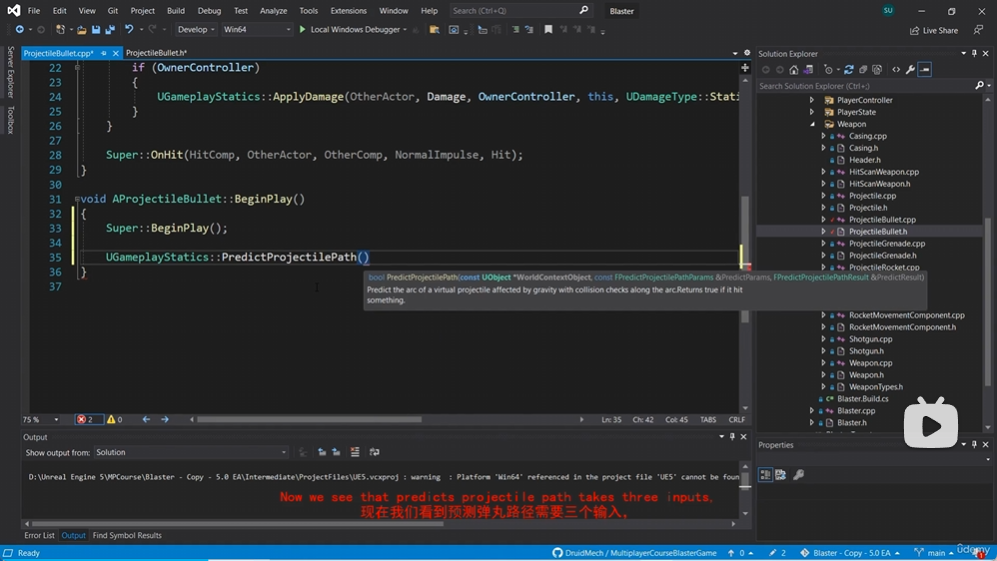 File Edit View Git Project Build Debug Test Analyze Tools Extensions Window Help Search (Ctrl+Q) Blaster SU
Develop Win64 Local Windows Debugger Live Share
Server Explorer
Toolbox
ProjectileBullet.cpp* ProjectileBullet.h*
22 if (OwnerController)
23 {
24 UGameplayStatics::ApplyDamage(OtherActor, Damage, OwnerController, this, UDamageType::Stati
25 }
26 }
27
28 Super::OnHit(HitComp, OtherActor, OtherComp, NormalImpulse, Hit);
29 }
30
31 void AProjectileBullet::BeginPlay()
32 {
33 Super::BeginPlay();
34
35 UGameplayStatics::PredictProjectilePath()
36 }
37
bool PredictProjectilePath(const UObject *WorldContextObject, const FPredictProjectilePathParams &PredictParams, FPredictProjectilePathResult &PredictResult)
Predict the arc of a virtual projectile affected by gravity with collision checks along the arc.Returns true if it hit
something.
75 % 2 0 Ln: 35 Ch: 42 Col: 45 TABS CRLF
Solution Explorer
Search Solution Explorer (Ctrl+;)
PlayerController
PlayerState
Weapon
Casing.cpp
Casing.h
Header.h
HitScanWeapon.cpp
HitScanWeapon.h
Projectile.cpp
Projectile.h
ProjectileBullet.cpp
ProjectileBullet.h
ProjectileGrenade.cpp
ProjectileGrenade.h
ProjectileRocket.cpp
RocketMovementComponent.cpp
RocketMovementComponent.h
Shotgun.cpp
Shotgun.h
Weapon.cpp
Weapon.h
WeaponTypes.h
Blaster.Build.cs
Blaster.cpp
Blaster.h
Properties
Output
Show output from: Solution
D:\Unreal Engine 5\MPCourse\Blaster - Copy - 5.0 EA\Intermediate\ProjectFiles\UE5.vcxproj : warning : Platform 'Win64' referenced in the project file 'UE5' cannot be foun
Now we see that predicts projectile path takes three inputs,
现在我们看到预测弹丸路径需要三个输入。
Error List Output Find Symbol Results
Ready DruidMech / MultiplayerCourseBlasterGame 0 2 Blaster - Copy - 5.0 EA main 1
udemy